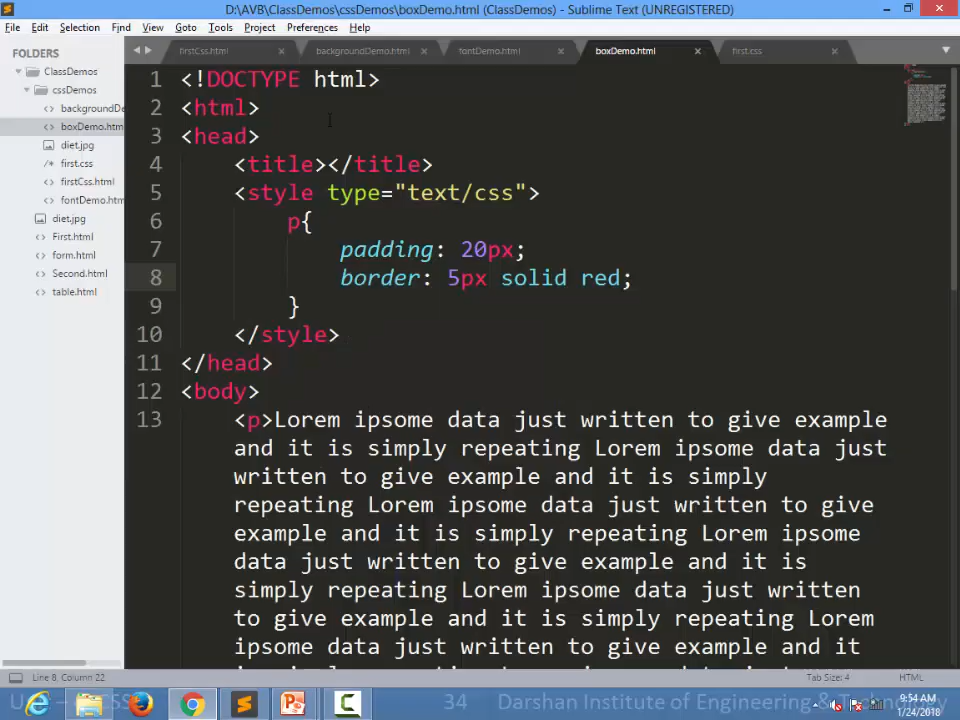 D:\AVB\ClassDemos\cssDemos\boxDemo.html (ClassDemos) - Sublime Text (UNREGISTERED)
File Edit Selection Find View Goto Tools Project Preferences Help
FOLDERS
ClassDemos
cssDemos
backgroundDe
boxDemo.htm
diet.jpg
first.css
firstCss.html
fontDemo.htm
diet.jpg
First.html
form.html
Second.html
table.html
firstCss.html backgroundDemo.html fontDemo.html boxDemo.html first.css
1 <!DOCTYPE html>
2 <html>
3 <head>
4 <title></title>
5 <style type="text/css">
6 p{
7 padding: 20px;
8 border: 5px solid red;
9 }
10 </style>
11 </head>
12 <body>
13 <p>Lorem ipsome data just written to give example
and it is simply repeating Lorem ipsome data just
written to give example and it is simply
repeating Lorem ipsome data just written to give
example and it is simply repeating Lorem ipsome
data just written to give example and it is
simply repeating Lorem ipsome data just written
to give example and it is simply repeating Lorem
ipsome data just written to give example and it
Line 8, Column 22 Tab Size: 4 HTML
34 Darshan Institute of Engineering & Technology
9:54 AM
1/24/2018